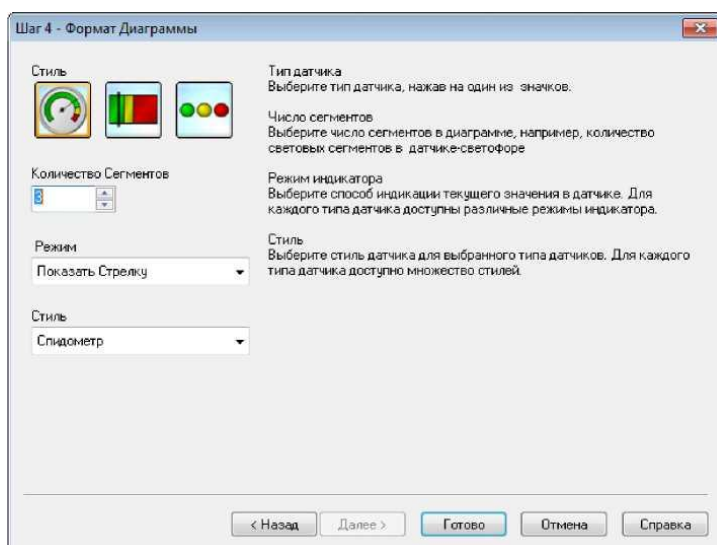 Шаг 4 - Формат Диаграммы
Стиль
Количество Сегментов
3
Режим
Показать Стрелку
Стиль
Спидометр
Тип датчика
Выберите тип датчика, нажав на один из значков.
Число сегментов
Выберите число сегментов в диаграмме, например, количество
световых сегментов в датчике-светофоре
Режим индикатора
Выберите способ индикации текущего значения в датчике. Для
каждого типа датчика доступны различные режимы индикатора.
Стиль
Выберите стиль датчика для выбранного типа датчиков. Для каждого
типа датчика доступно множество стилей.
< Назад
Далее >
Готово
Отмена
Справка